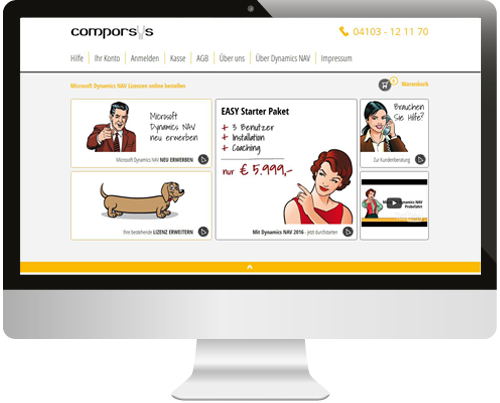 comporsys
04103 - 12 11 70
Hilfe | Ihr Konto | Anmelden | Kasse | AGB | Über uns | Über Dynamics NAV | Impressum
Microsoft Dynamics NAV Lizenzen online bestellen
0
Warenkorb
Microsoft
Dynamics NAV
neu erwerben
Microsoft Dynamics NAV NEU ERWERBEN
Ihre bestehende LIZENZ ERWEITERN
EASY Starter Paket
+ 3 Benutzer
+ Installation
+ Coaching
nur € 5.999,-
Mit Dynamics NAV 2016 - jetzt durchstarten
Brauchen
Sie Hilfe?
Zur Kundenberatung
Mit Dynamics NAV
Probefahrt